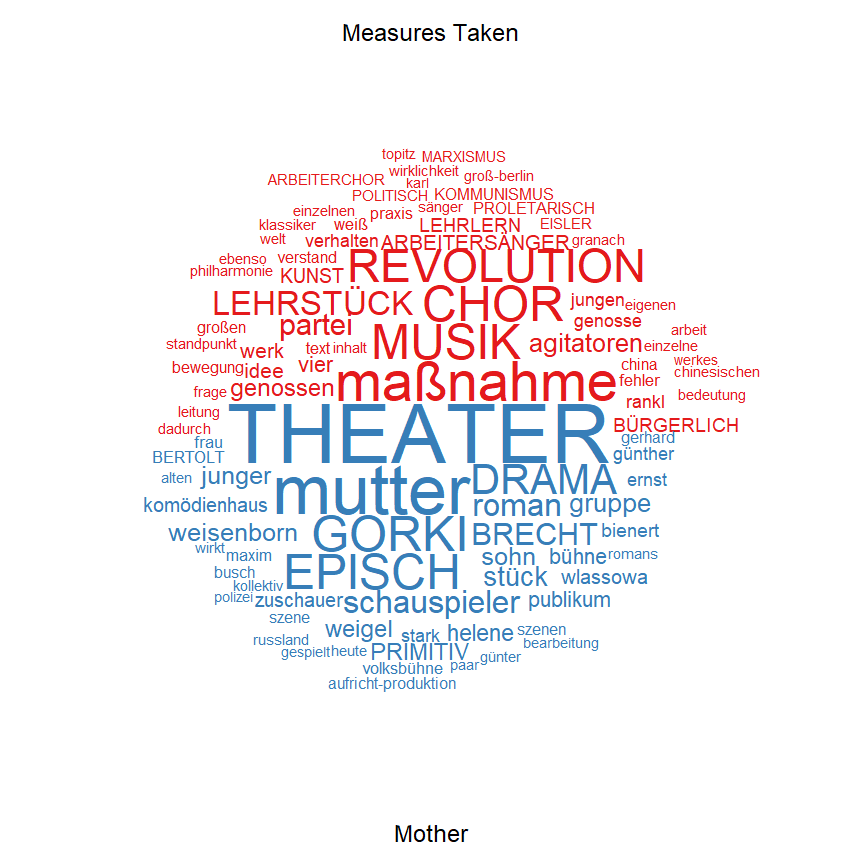 Measures Taken
topitz MARXISMUS
wirklichkeit
ARBEITERCHOR karl groß-berlin
POLITISCH KOMMUNISMUS
einzelnen praxis sänger PROLETARISCH
klassiker weiß LEHRLERN EISLER
welt verhalten ARBEITERSÄNGER granach
ebenso verstand
philharmonie KUNST REVOLUTION
LEHRSTÜCK CHOR jungen eigenen
großen partei genosse
standpunkt werk text inhalt MUSIK agitatoren einzelne arbeit
bewegung idee vier china werkes
frage genossen maßnahme fehler chinesischen
leitung rankl bedeutung
dadurch BÜRGERLICH
frau THEATER gerhard
BERTOLT günther
alten junger mutter DRAMA ernst
komödienhaus roman gruppe
weisenborn GORKI BRECHT bienert
wirkt maxim sohn bühne romans
busch EPISCH stück wlassowa
kollektiv
polizei zuschauer schauspieler publikum
szene weigel stark helene szenen
russland bearbeitung
gespielt heute PRIMITIV günter
volksbühne paar
aufricht-produktion
Mother